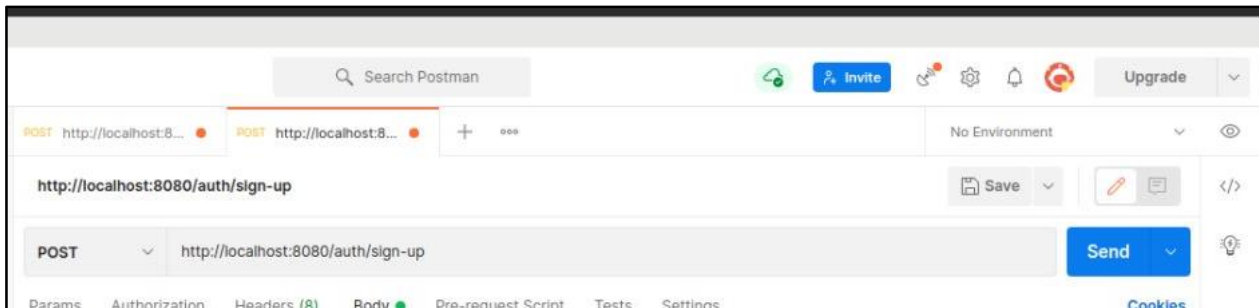 Search Postman Invite Upgrade
POST http://localhost:8... POST http://localhost:8... No Environment
http://localhost:8080/auth/sign-up Save
POST http://localhost:8080/auth/sign-up Send
Params Authorization Headers (8) Body Pre-request Script Tests Settings Cookies